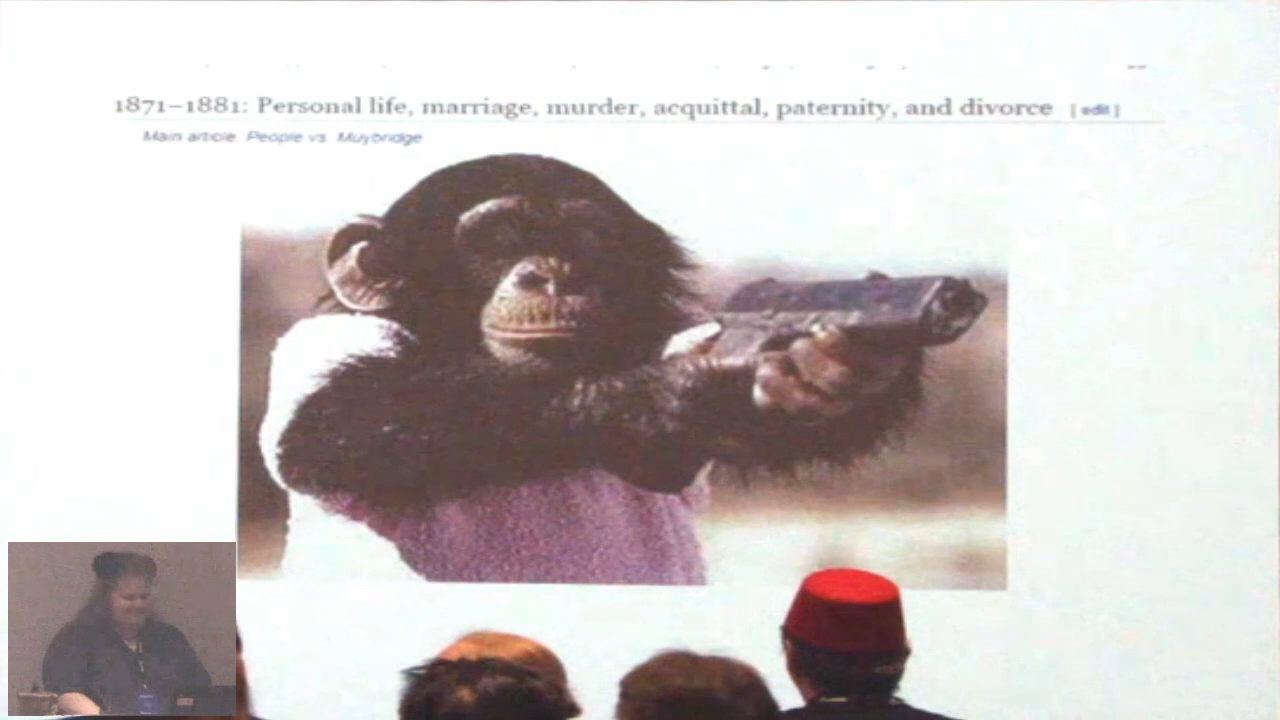 1871–1881: Personal life, marriage, murder, acquittal, paternity, and divorce [ edit ]
Main article: People vs. Muybridge